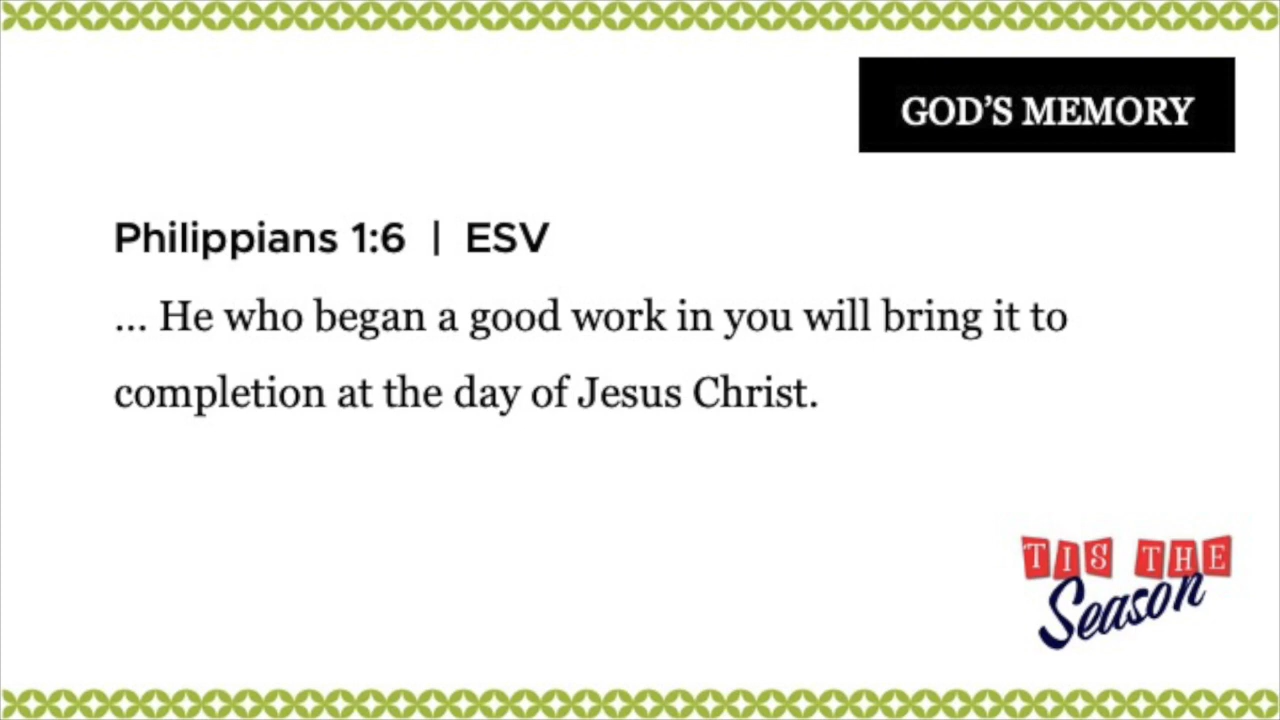 GOD’S MEMORY
Philippians 1:6 | ESV
... He who began a good work in you will bring it to
completion at the day of Jesus Christ.
TIS THE
Season